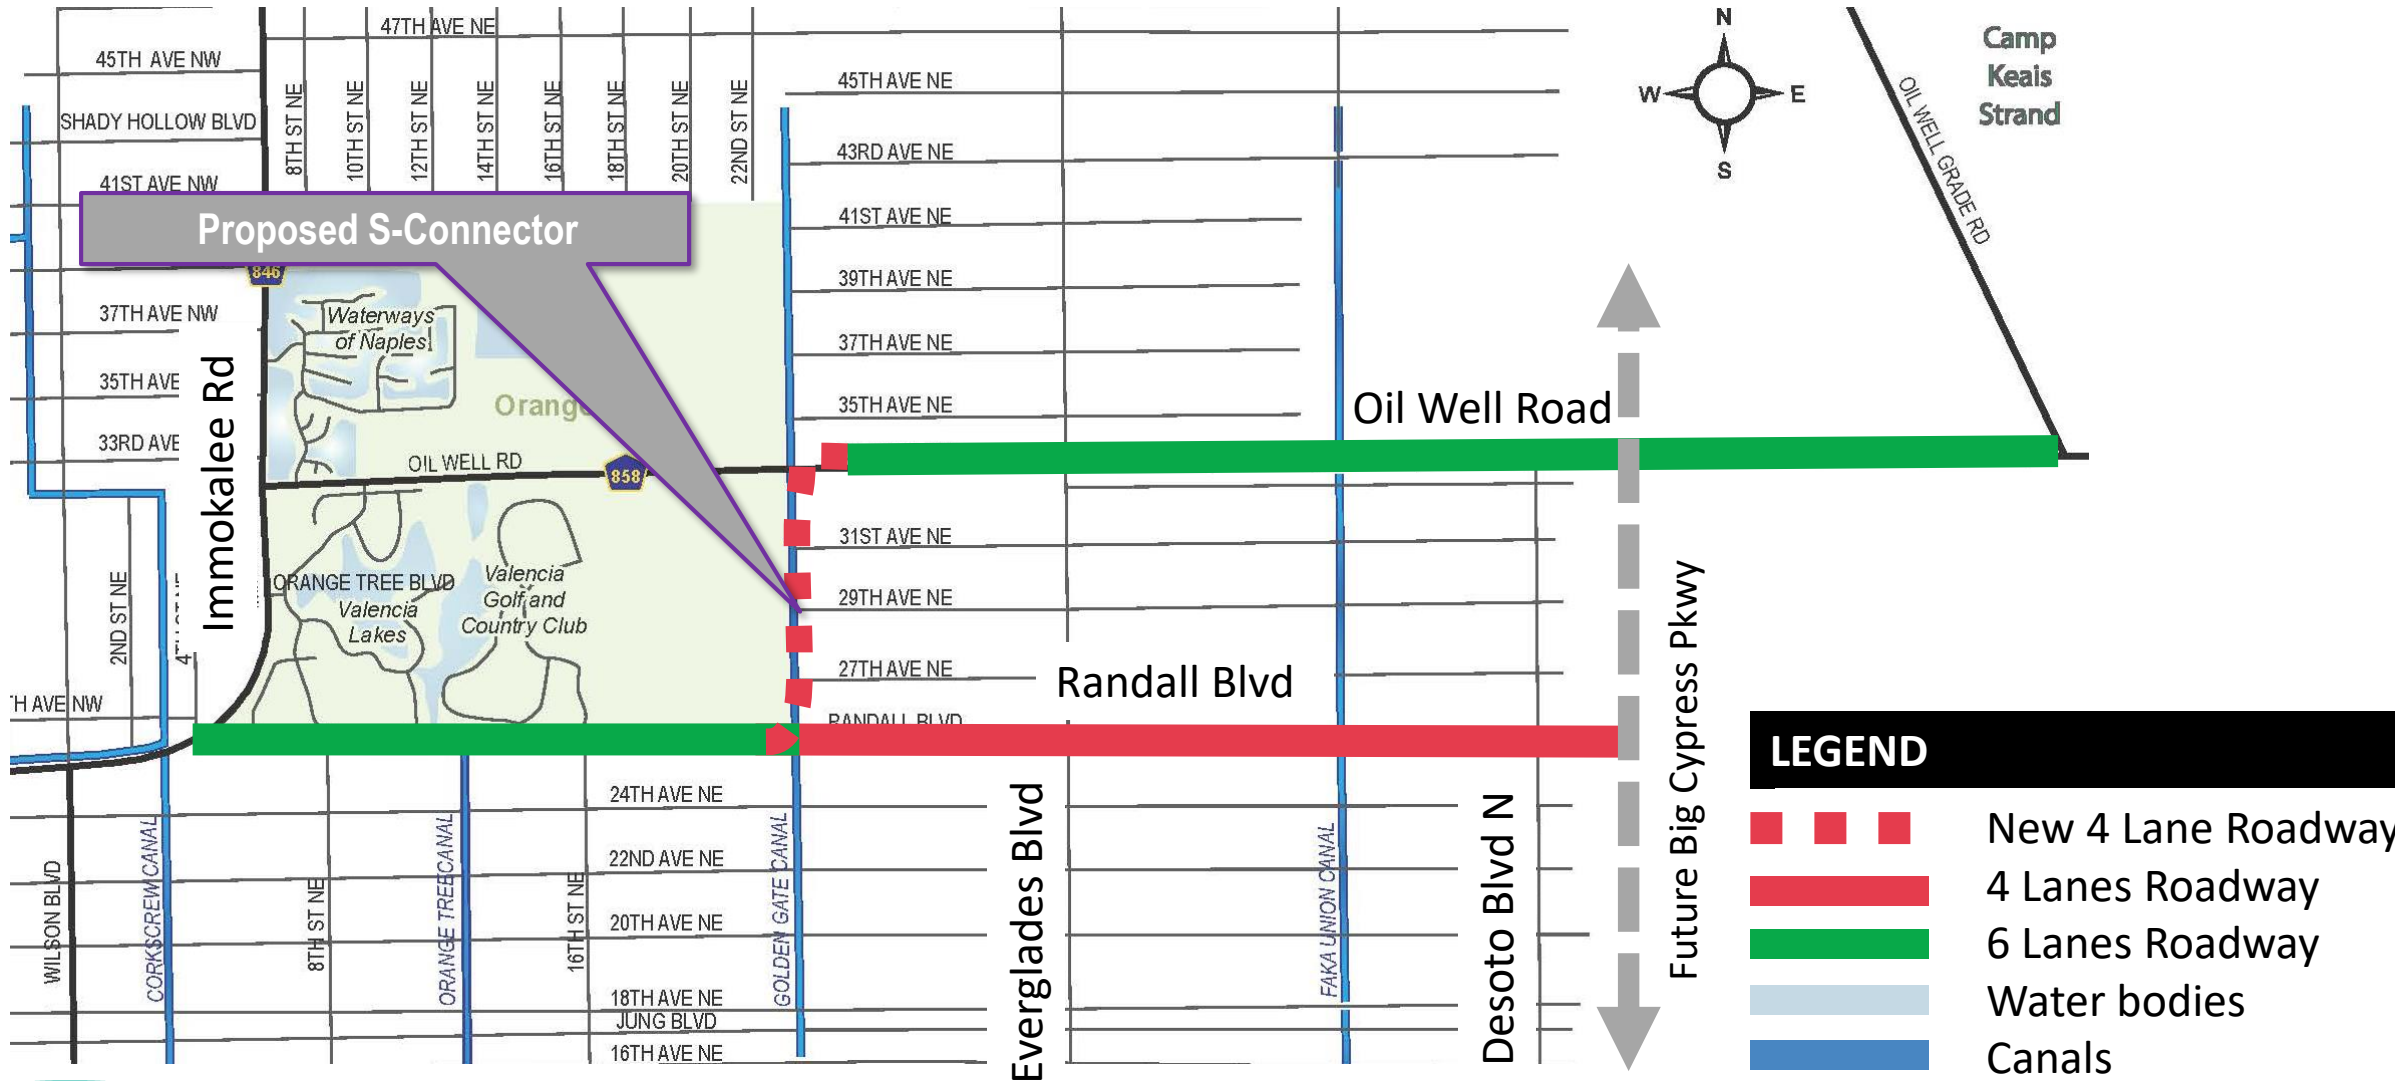 47TH AVE NE
45TH AVE NW
SHADY HOLLOW BLVD
41ST AVE NW
8TH ST NE
10TH ST NE
12TH ST NE
14TH ST NE
16TH ST NE
18TH ST NE
20TH ST NE
22ND ST NE
45TH AVE NE
43RD AVE NE
41ST AVE NE
39TH AVE NE
37TH AVE NE
35TH AVE NE
N
W
E
S
Camp
Keais
Strand
OIL WELL GRADE RD
Proposed S-Connector
846
37TH AVE NW
35TH AVE
33RD AVE
Immokalee Rd
Waterways
of Naples
Orang
OIL WELL RD
858
Oil Well Road
31ST AVE NE
29TH AVE NE
27TH AVE NE
RANDALL BLVD
Randall Blvd
ORANGE TREE BLVD
Valencia
Lakes
Valencia
Golf and
Country Club
2ND ST NE
TH AVE NW
Future Big Cypress Pkwy
24TH AVE NE
22ND AVE NE
20TH AVE NE
18TH AVE NE
JUNG BLVD
16TH AVE NE
WILSON BLVD
CORKSCREW CANAL
8TH ST NE
ORANGE TREE CANAL
16TH ST NE
GOLDEN GATE CANAL
Everglades Blvd
FAKA UNION CANAL
Desoto Blvd N
LEGEND
New 4 Lane Roadway
4 Lanes Roadway
6 Lanes Roadway
Water bodies
Canals